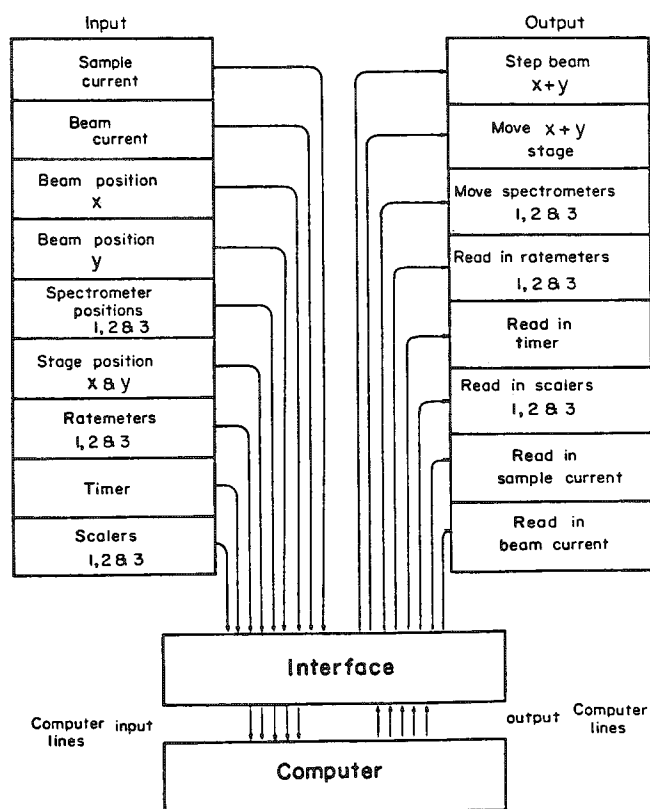 Input
Sample
current
Beam
current
Beam position
x
Beam position
y
Spectrometer
positions
1, 2 & 3
Stage position
x & y
Ratemeters
1, 2 & 3
Timer
Scalers
1, 2 & 3
Output
Step beam
x + y
Move x + y
stage
Move spectrometers
1, 2 & 3
Read in ratemeters
1, 2 & 3
Read in
timer
Read in scalers
1, 2 & 3
Read in
sample current
Read in
beam current
Interface
Computer input
lines
output Computer
lines
Computer